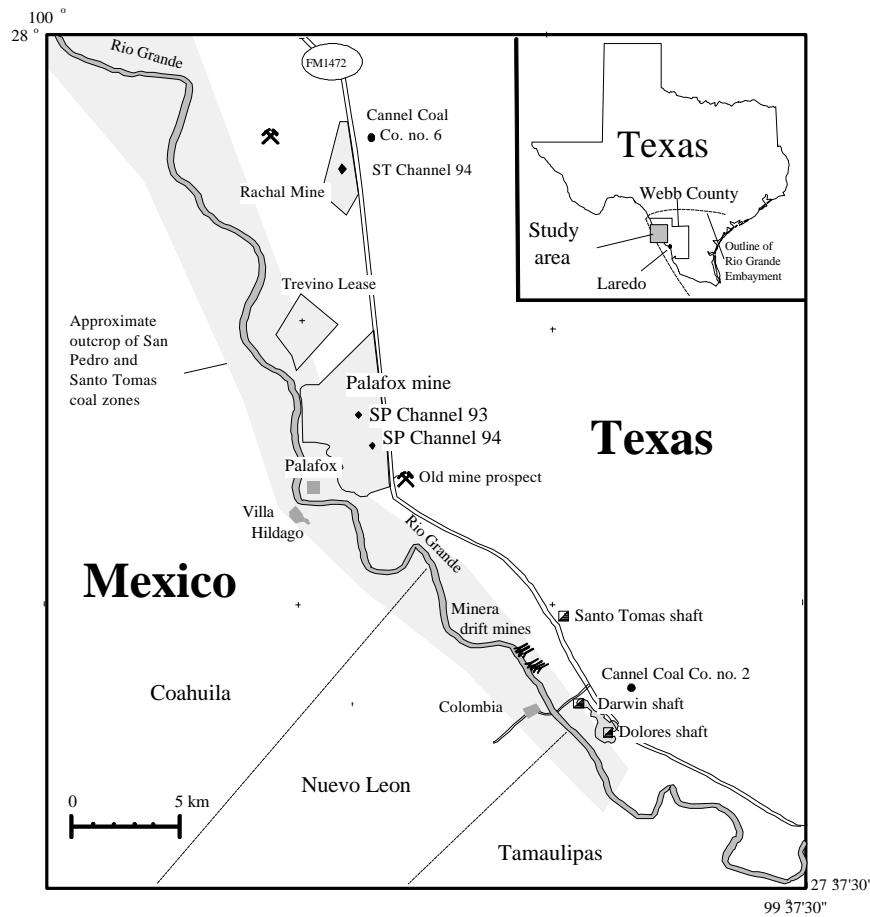 100 °
28 °
Rio Grande
FM1472
Cannel Coal
Co. no. 6
ST Channel 94
Rachal Mine
Texas
Webb County
Study
area
Outline of
Rio Grande
Embayment
Laredo
Trevino Lease
Approximate
outcrop of San
Pedro and
Santo Tomas
coal zones
Palafox mine
SP Channel 93
SP Channel 94
Texas
Palafox
Old mine prospect
Villa
Hildago
Rio Grande
Mexico
Minera
drift mines
Santo Tomas shaft
Cannel Coal Co. no. 2
Coahuila
Colombia
Darwin shaft
Dolores shaft
Nuevo Leon
0 5 km
Tamaulipas
27 37'30'
99 37'30"